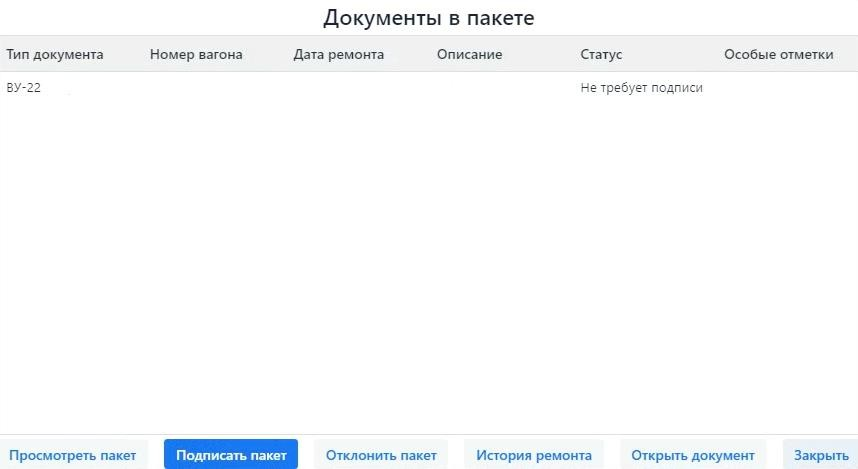 Документы в пакете
Тип документа Номер вагона Дата ремонта Описание Статус Особые отметки
ВУ-22 Не требует подписи
Просмотреть пакет Подписать пакет Отклонить пакет История ремонта Открыть документ Закрыть